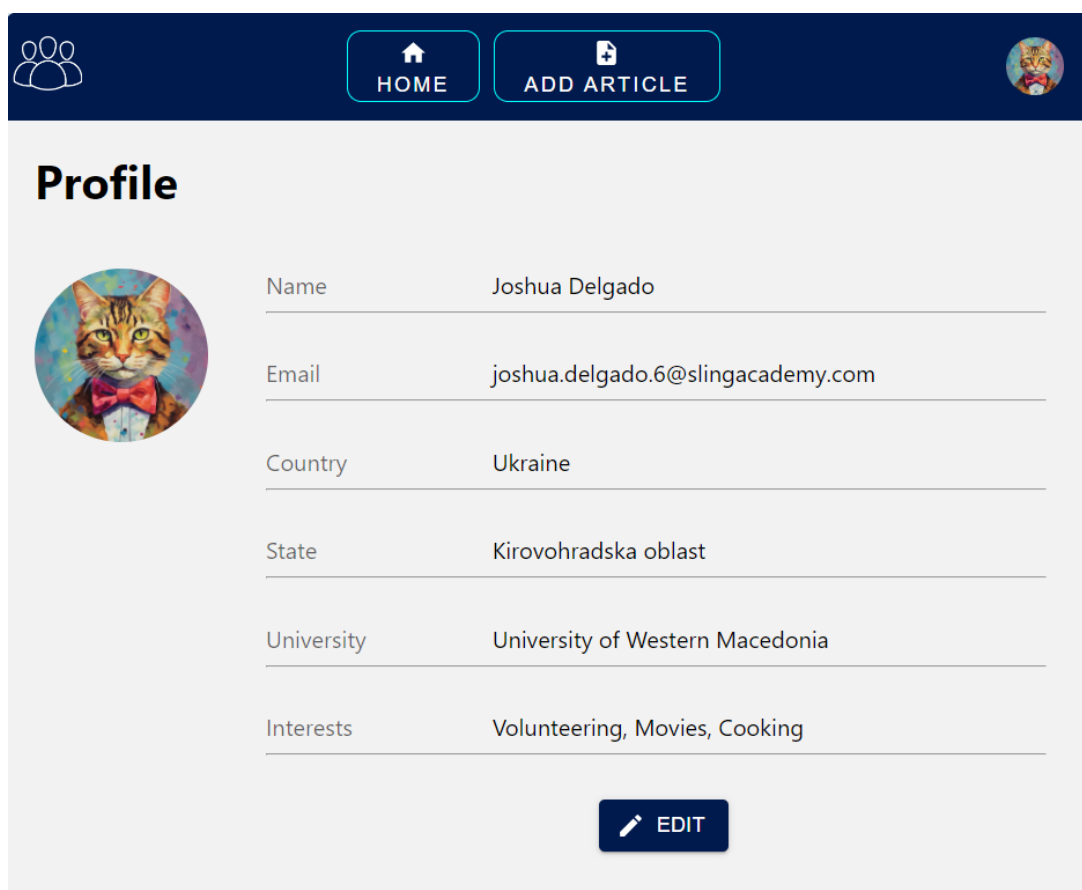 HOME
ADD ARTICLE
Profile
Name Joshua Delgado
Email joshua.delgado.6@slingacademy.com
Country Ukraine
State Kirovohradska oblast
University University of Western Macedonia
Interests Volunteering, Movies, Cooking
EDIT